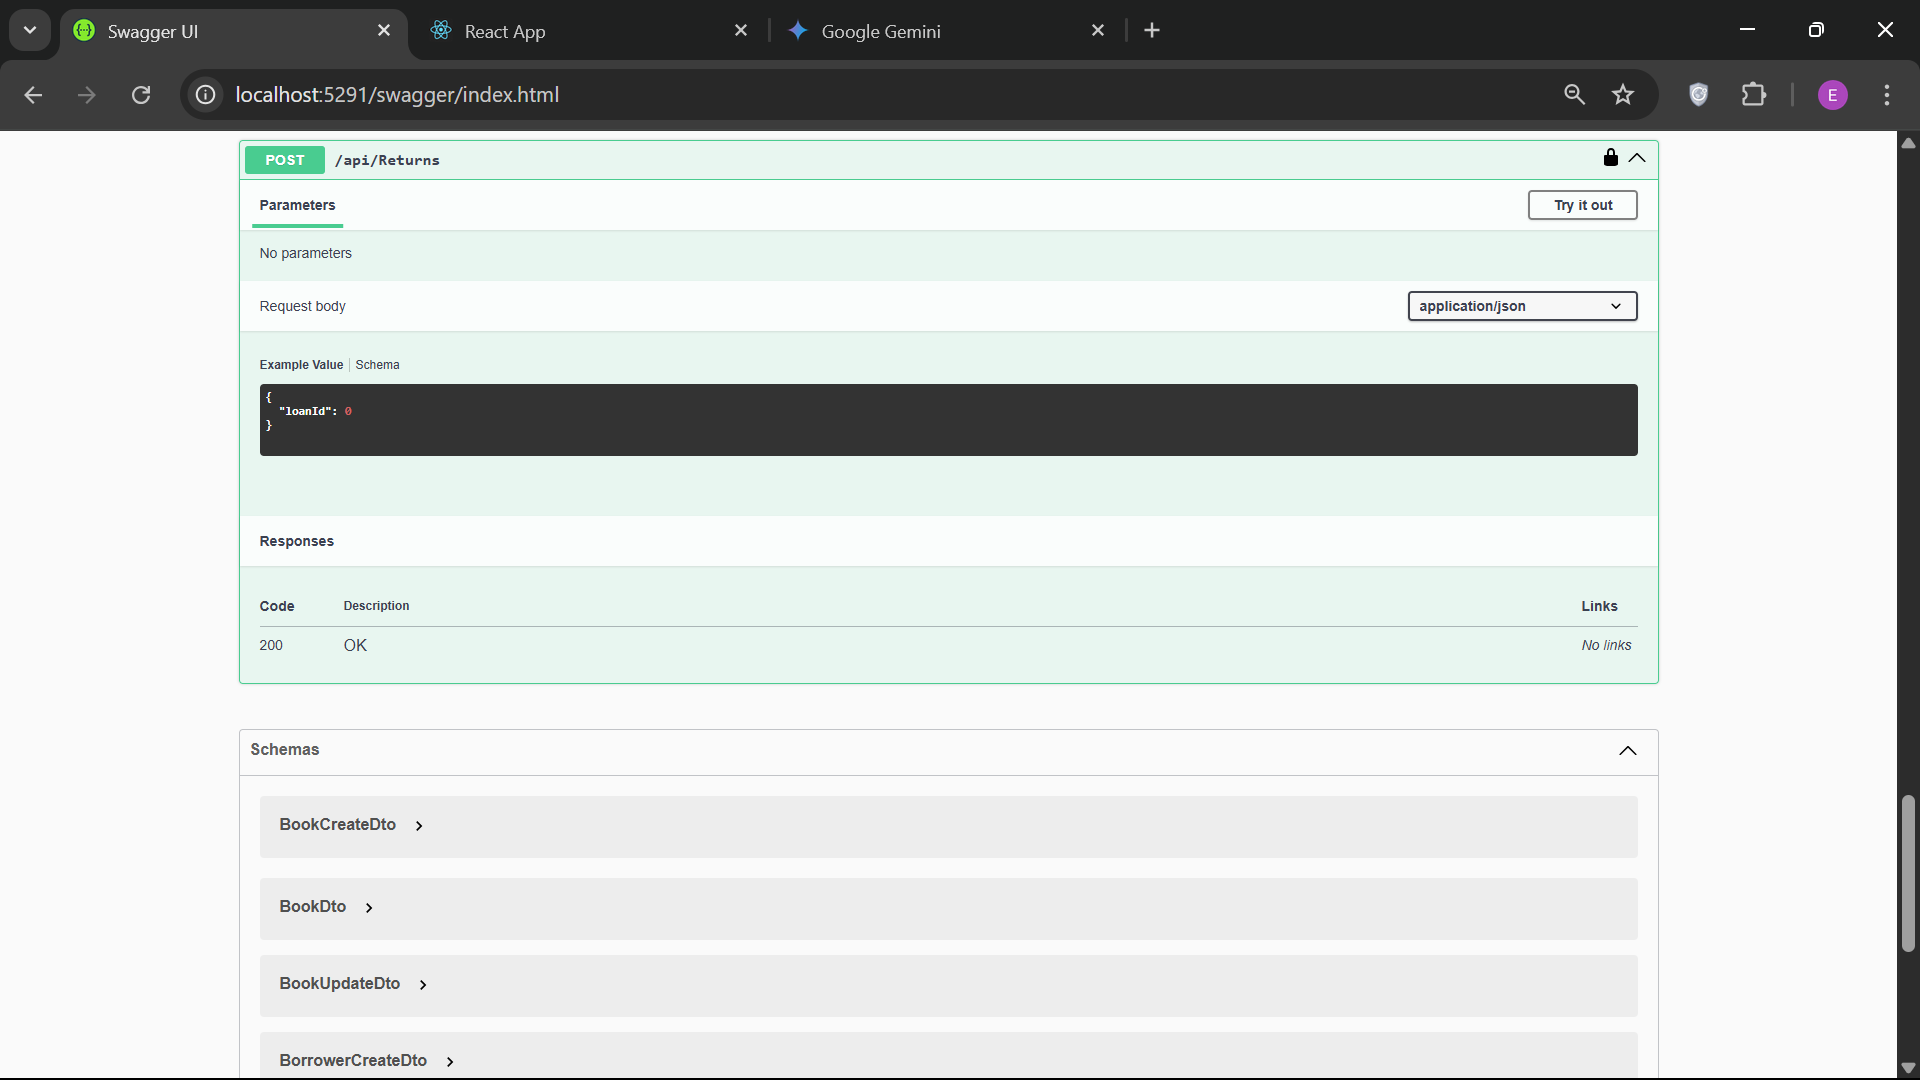 Swagger UI
React App
Google Gemini
localhost:5291/swagger/index.html
E
POST /api/Returns
Parameters
Try it out
No parameters
Request body
application/json
Example Value | Schema
{
"loanId": 0
}
Responses
Code Description Links
200 OK No links
Schemas
BookCreateDto
BookDto
BookUpdateDto
BorrowerCreateDto